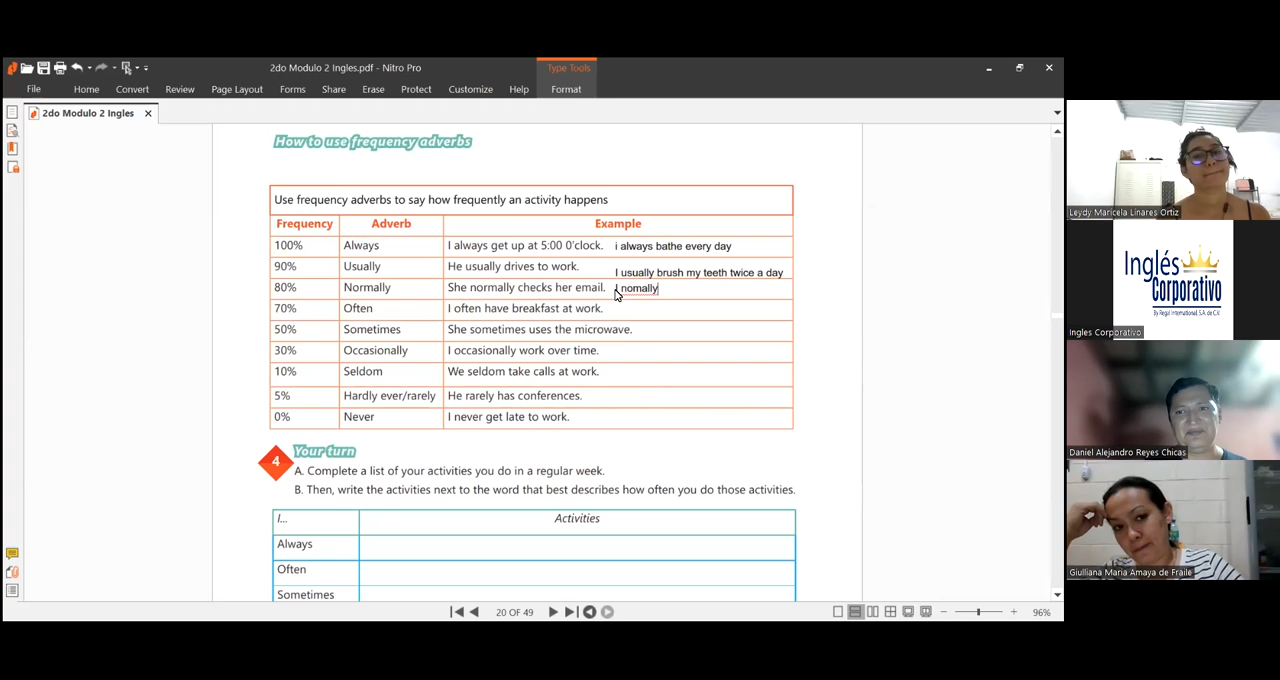 2do Modulo 2 Ingles.pdf - Nitro Pro
Type Tools
File Home Convert Review Page Layout Forms Share Erase Protect Customize Help Format
2do Modulo 2 Ingles
How to use frequency adverbs
Use frequency adverbs to say how frequently an activity happens
Frequency Adverb Example
100% Always I always get up at 5:00 0'clock. i always bathe every day
90% Usually He usually drives to work. I usually brush my teeth twice a day
80% Normally She normally checks her email. I nomally
70% Often I often have breakfast at work.
50% Sometimes She sometimes uses the microwave.
30% Occasionally I occasionally work over time.
10% Seldom We seldom take calls at work.
5% Hardly ever/rarely He rarely has conferences.
0% Never I never get late to work.
4 Your turn
A. Complete a list of your activities you do in a regular week.
B. Then, write the activities next to the word that best describes how often you do those activities.
I... Activities
Always
Often
Sometimes
20 OF 49
96%
Leydy Maricela Linares Ortiz
Inglés
Corporativo
By Regal International, S.A. de C.V.
Ingles Corporativo
Daniel Alejandro Reyes Chicas
Giulliana Maria Amaya de Fraile